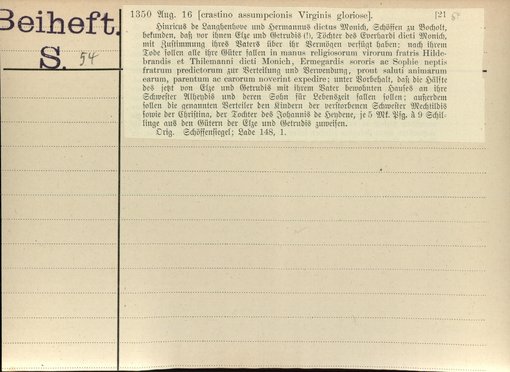 Beiheft.
S. 54
1350 Aug. 16 [crastino assumpcionis Virginis gloriose]. [21
Hinricus de Langhenhove und Hermannus dictus Monich, Schöffen zu Bocholt,
bekunden, daß vor ihnen Elze und Getrudis (!), Töchter des Everhardi dicti Monich,
mit Zustimmung ihres Vaters über ihr Vermögen verfügt haben; nach ihrem
Tode sollen alle ihre Güter fallen in manus religiosorum virorum fratris Hilde-
brandis et Thilemanni dicti Monich, Ermegardis sororis ac Sophie neptis
fratrum predictorum zur Verteilung und Verwendung, prout saluti animarum
earum, parentum ac carorum noverint expedire; unter Vorbehalt, daß die Hälfte
des jetzt von Elze und Getrudis mit ihrem Vater bewohnten Hauses an ihre
Schwester Alheydis und deren Sohn für Lebenszeit fallen sollen; außerdem
sollen die genannten Verteiler den Kindern der verstorbenen Schwester Mechtildis
sowie der Christina, der Tochter des Johannis de Heydene, je 5 Mk. Pfg. à 9 Schil-
linge aus den Gütern der Elze und Getrudis zuweisen.
Orig. Schöffensiegel; Lade 148, 1.